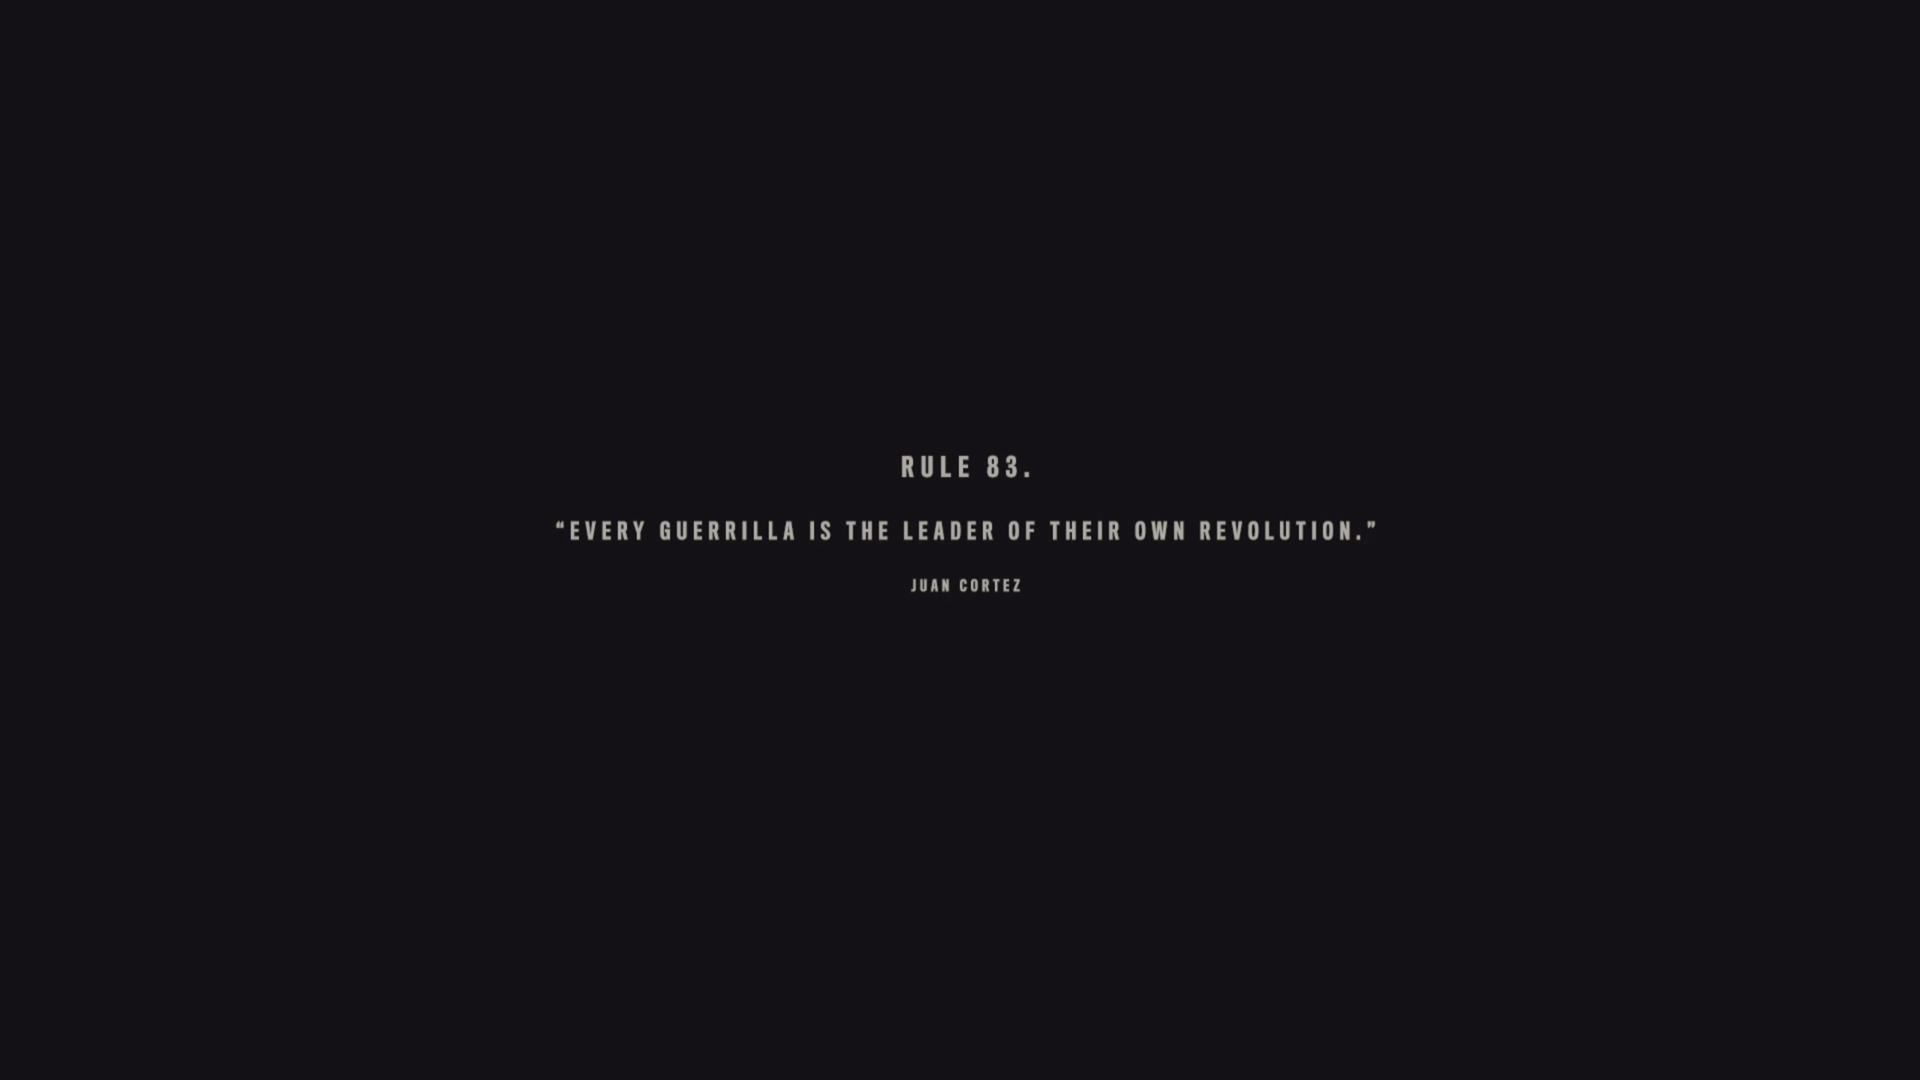 RULE 83.
“EVERY GUERRILLA IS THE LEADER OF THEIR OWN REVOLUTION.”
JUAN CORTEZ